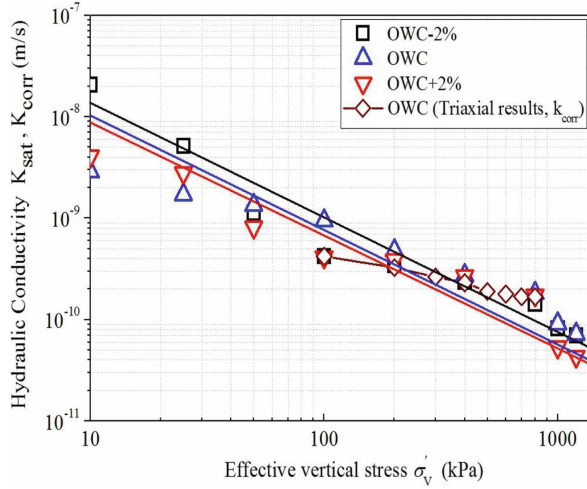 10⁻⁷
10⁻⁸
10⁻⁹
10⁻¹⁰
10⁻¹¹
Hydraulic Conductivity K_sat , K_corr (m/s)
OWC-2%
OWC
OWC+2%
OWC (Triaxial results, k_corr)
10
100
1000
Effective vertical stress σ'_V (kPa)